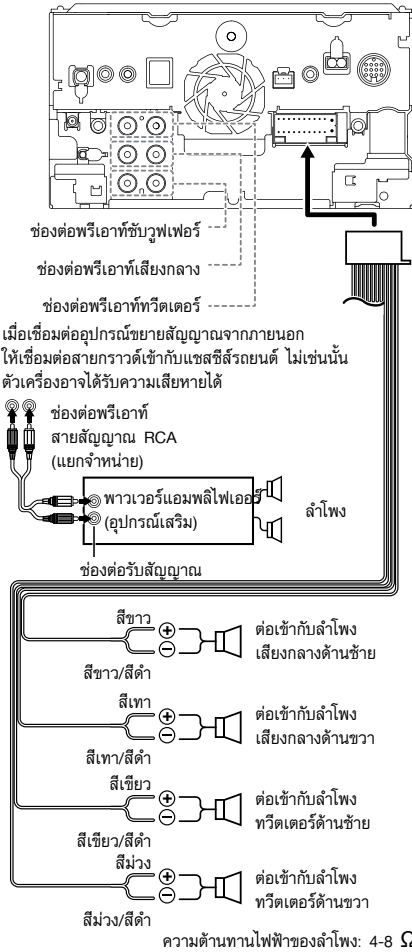 ช่องต่อพรีเอาท์ซับวูฟเฟอร์
ช่องต่อพรีเอาท์เสียงกลาง
ช่องต่อพรีเอาท์ทวีตเตอร์
เมื่อเชื่อมต่ออุปกรณ์ขยายสัญญาณจากภายนอก
ให้เชื่อมต่อสายกราวด์เข้ากับแชสซีส์รถยนต์ ไม่เช่นนั้น
ตัวเครื่องอาจได้รับความเสียหายได้
ช่องต่อพรีเอาท์
สายสัญญาณ RCA
(แยกจำหน่าย)
พาวเวอร์แอมพลิไฟเออร์
(อุปกรณ์เสริม)
ลำโพง
ช่องต่อรับสัญญาณ
สีขาว
สีขาว/สีดำ
ต่อเข้ากับลำโพง
เสียงกลางด้านซ้าย
สีเทา
สีเทา/สีดำ
ต่อเข้ากับลำโพง
เสียงกลางด้านขวา
สีเขียว
สีเขียว/สีดำ
ต่อเข้ากับลำโพง
ทวีตเตอร์ด้านซ้าย
สีม่วง
สีม่วง/สีดำ
ต่อเข้ากับลำโพง
ทวีตเตอร์ด้านขวา
ความต้านทานไฟฟ้าของลำโพง: 4-8 Ω